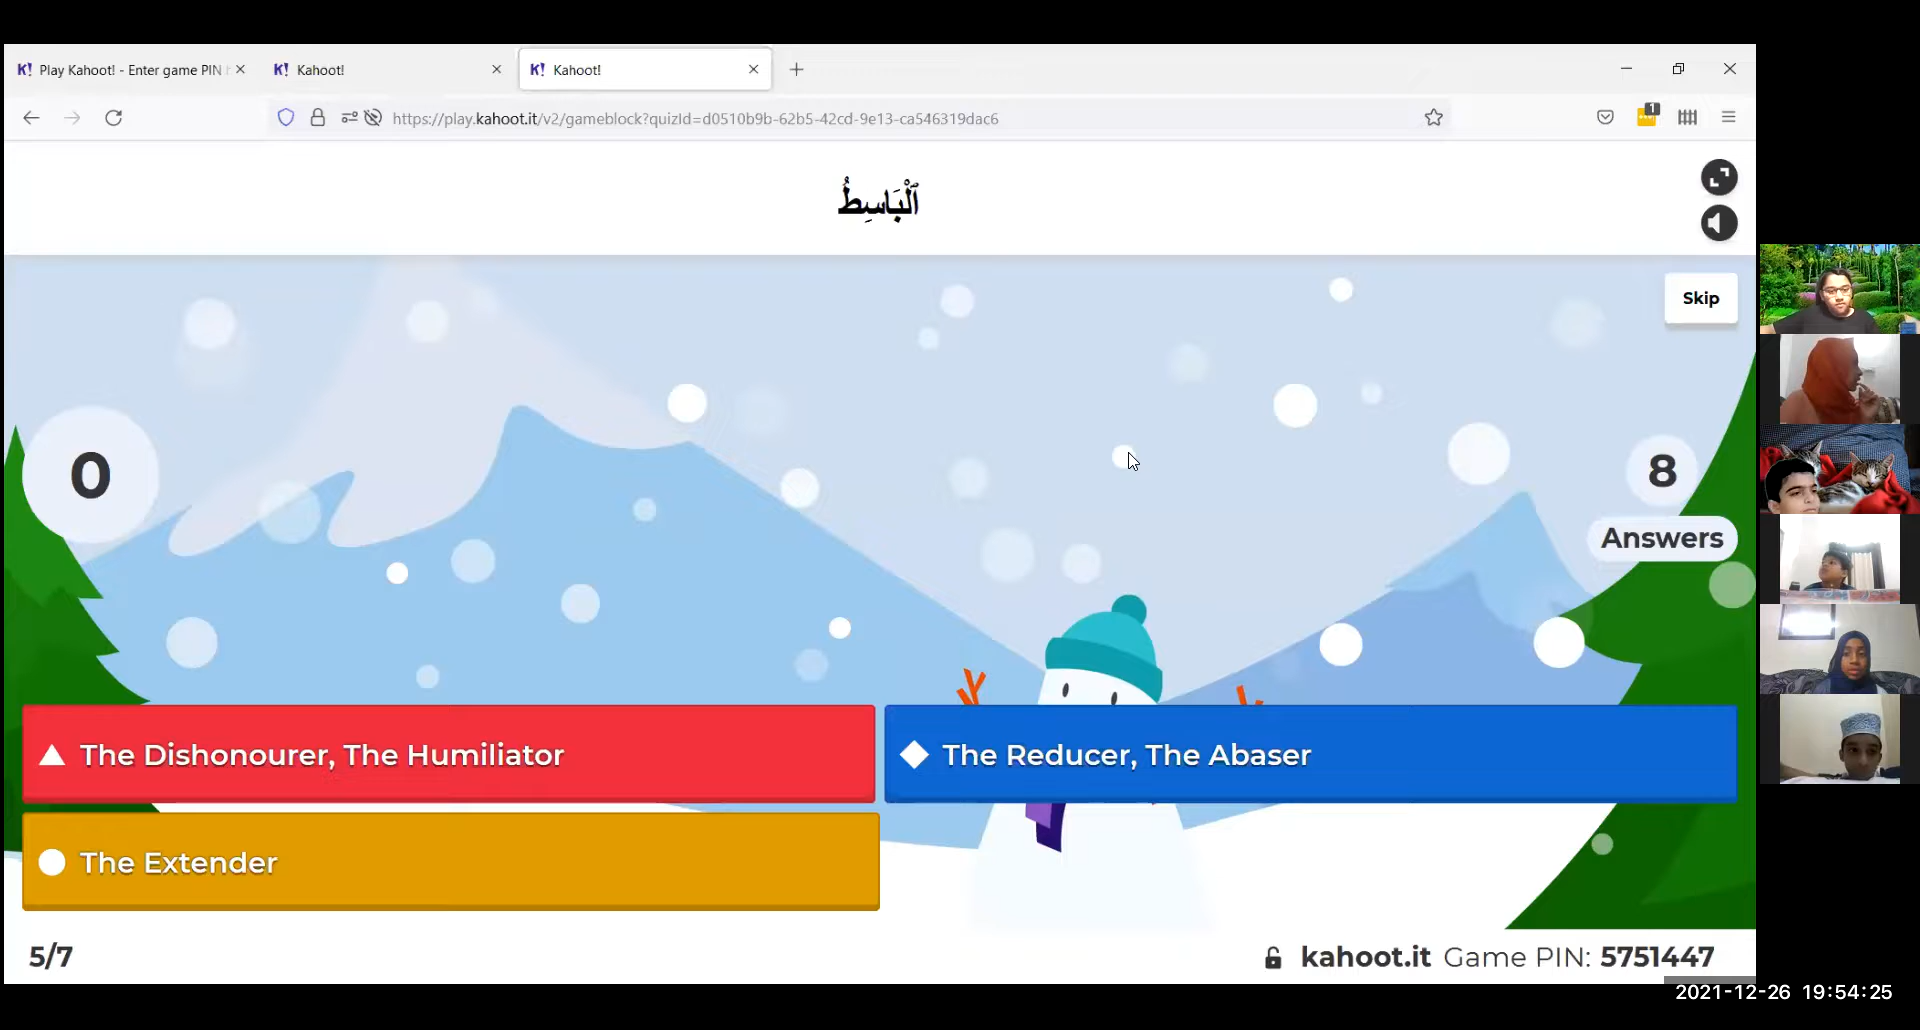 Play Kahoot! - Enter game PIN
Kahoot!
Kahoot!
https://play.kahoot.it/v2/gameblock?quizId=d0510b9b-62b5-42cd-9e13-ca546319dac6
1
ٱلْبَاسِطُ
Skip
0
8
Answers
The Dishonourer, The Humiliator
The Reducer, The Abaser
The Extender
5/7
kahoot.it Game PIN: 5751447
2021-12-26 19:54:25